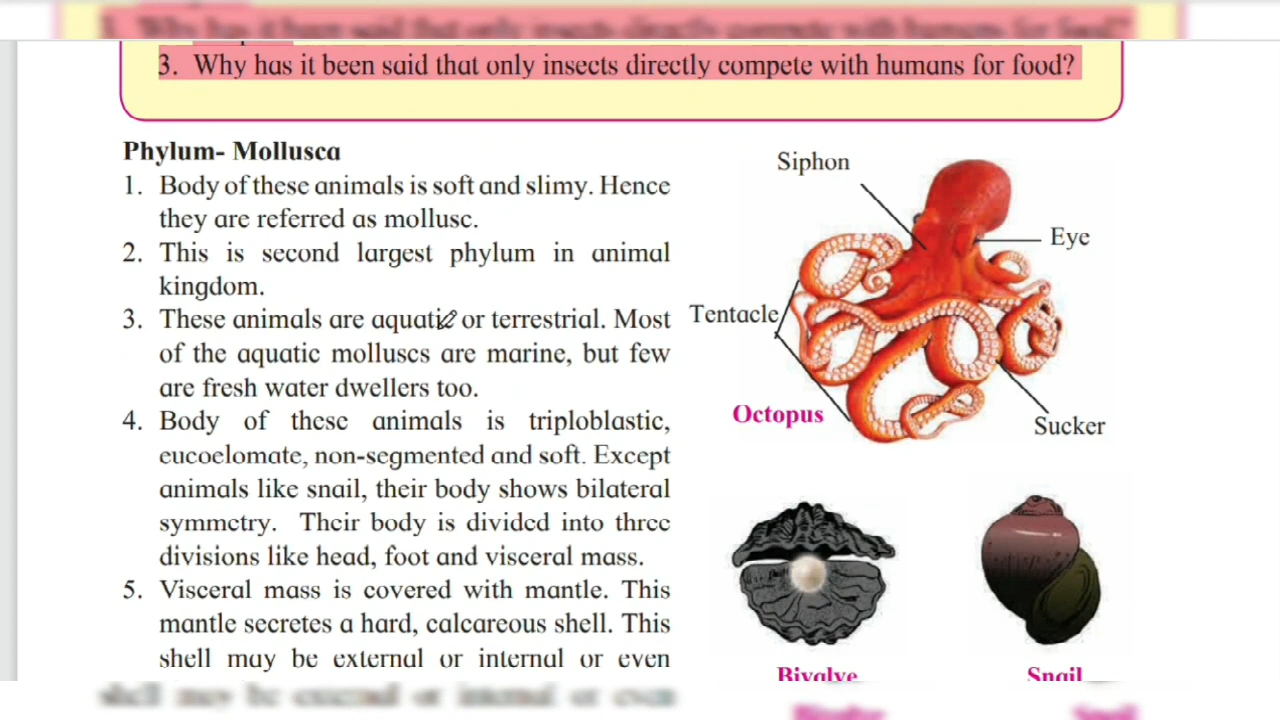 3. Why has it been said that only insects directly compete with humans for food?
Phylum- Mollusca
1. Body of these animals is soft and slimy. Hence
they are referred as mollusc.
2. This is second largest phylum in animal
kingdom.
3. These animals are aquatic or terrestrial. Most
of the aquatic molluscs are marine, but few
are fresh water dwellers too.
4. Body of these animals is triploblastic,
eucoelomate, non-segmented and soft. Except
animals like snail, their body shows bilateral
symmetry. Their body is divided into three
divisions like head, foot and visceral mass.
5. Visceral mass is covered with mantle. This
mantle secretes a hard, calcareous shell. This
shell may be external or internal or even
Siphon
Eye
Tentacle
Octopus
Sucker
Bivalve
Snail